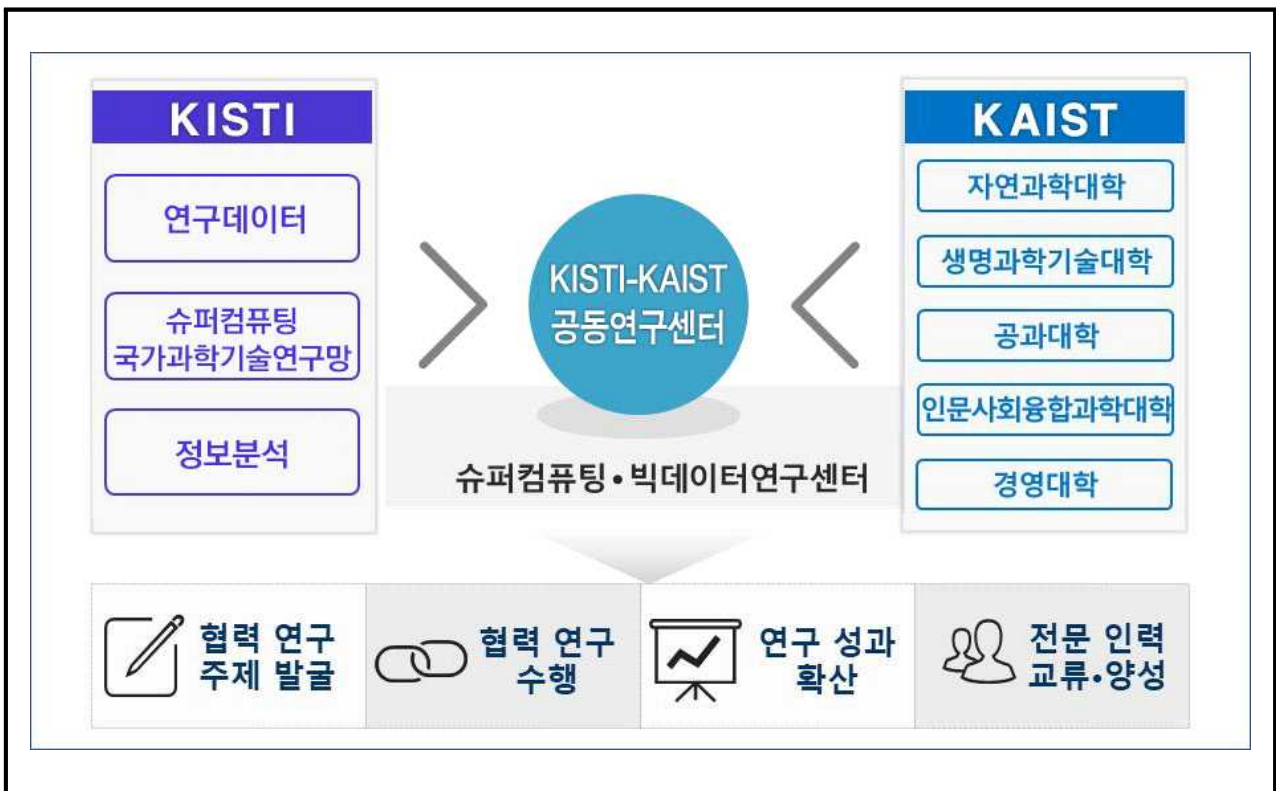 KISTI
연구데이터
슈퍼컴퓨팅
국가과학기술연구망
정보분석
KISTI-KAIST
공동연구센터
슈퍼컴퓨팅•빅데이터연구센터
KAIST
자연과학대학
생명과학기술대학
공과대학
인문사회융합과학대학
경영대학
협력 연구
주제 발굴
협력 연구
수행
연구 성과
확산
전문 인력
교류•양성